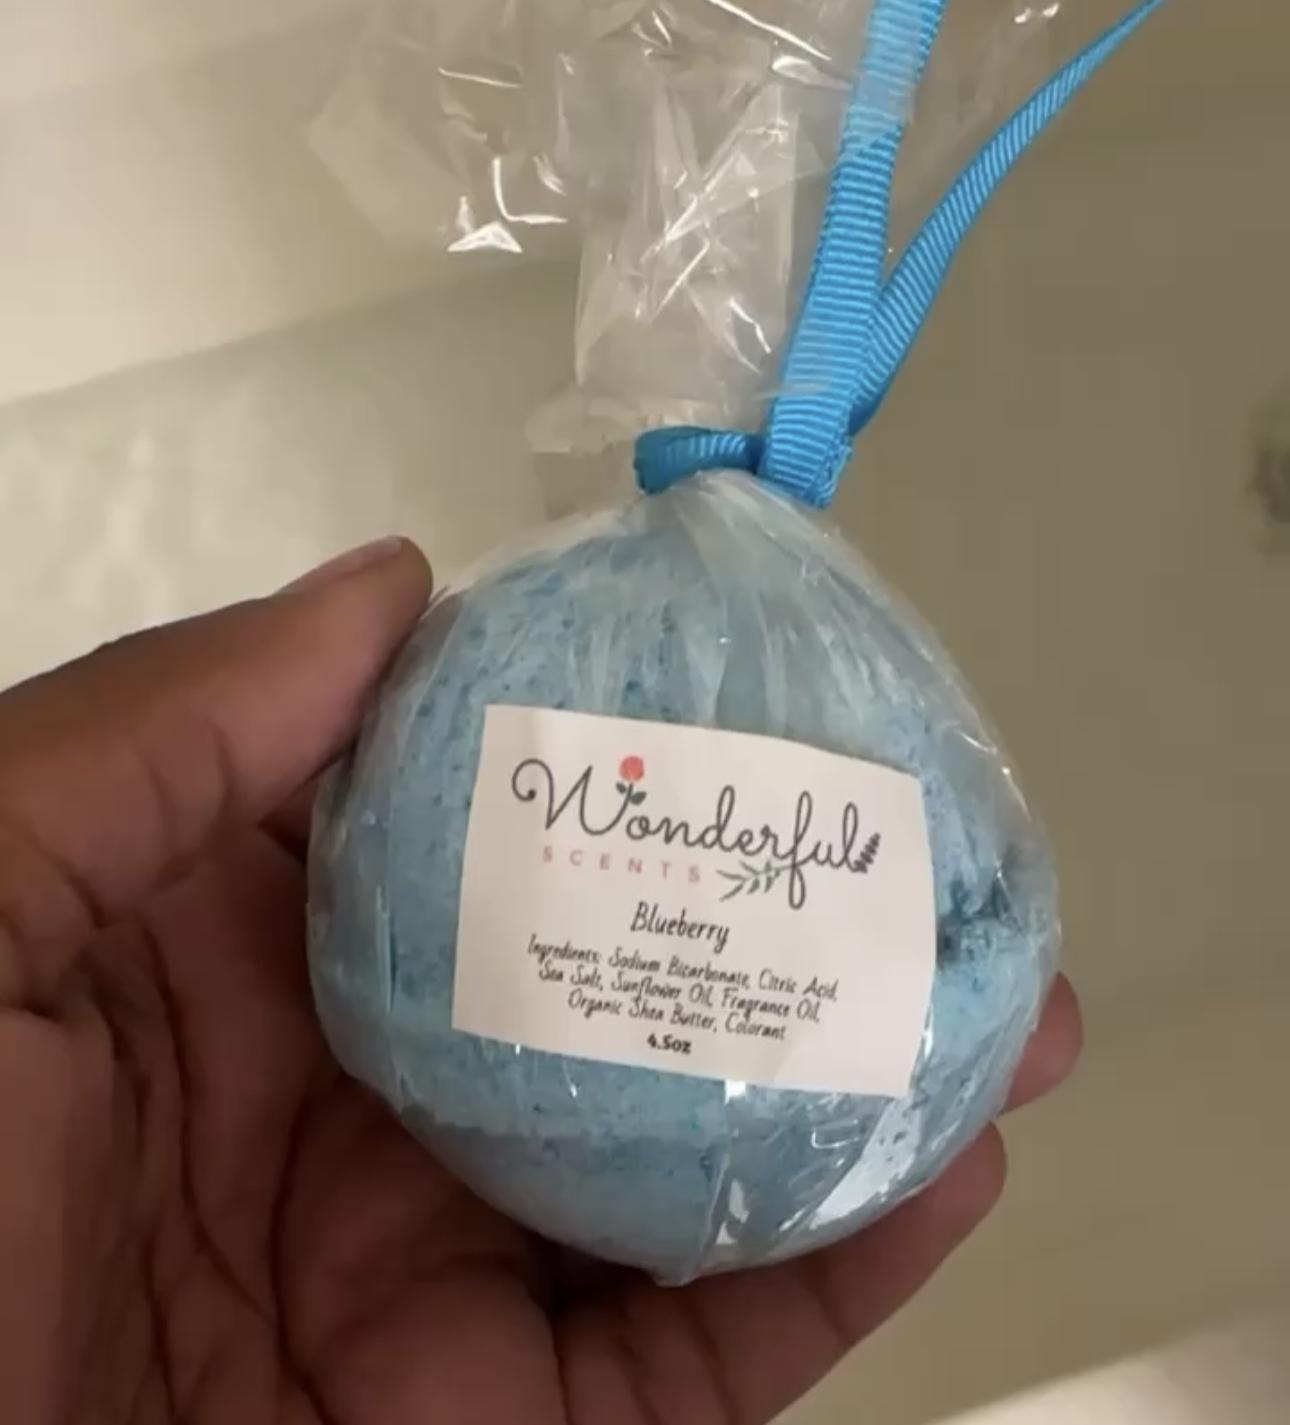 Wonderful
SCENTS
Blueberry
Ingredients: Sodium Bicarbonate, Citric Acid,
Sea Salt, Sunflower Oil, Fragrance Oil,
Organic Shea Butter, Colorant
4.5oz